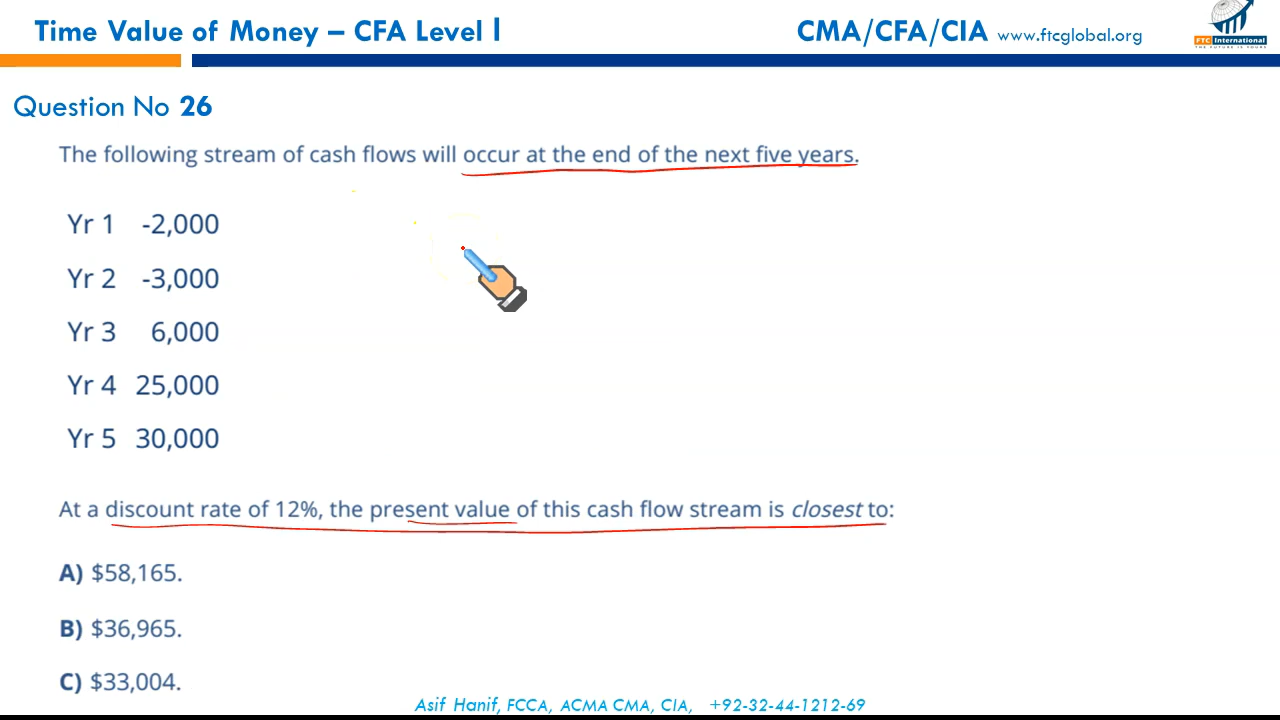 Time Value of Money – CFA Level I
CMA/CFA/CIA www.ftcglobal.org
FTC International
THE FUTURE IS YOURS
Question No 26
The following stream of cash flows will occur at the end of the next five years.
Yr 1 -2,000
Yr 2 -3,000
Yr 3 6,000
Yr 4 25,000
Yr 5 30,000
At a discount rate of 12%, the present value of this cash flow stream is closest to:
A) $58,165.
B) $36,965.
C) $33,004.
Asif Hanif, FCCA, ACMA CMA, CIA, +92-32-44-1212-69